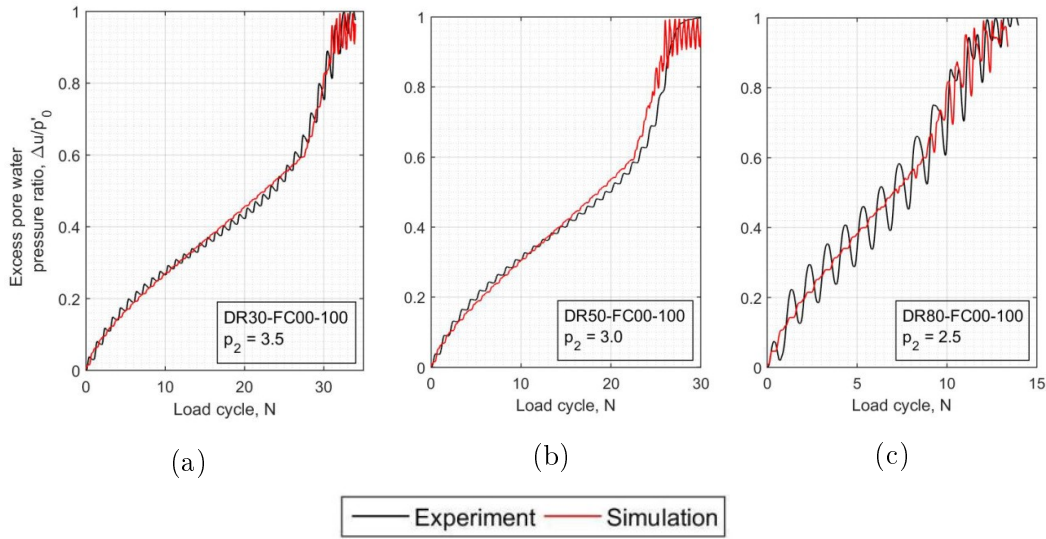 Excess pore water
pressure ratio, Δu/p'₀
1
0.8
0.6
0.4
0.2
0
0 10 20 30
Load cycle, N
DR30-FC00-100
p₂ = 3.5
(a)
1
0.8
0.6
0.4
0.2
0
0 10 20 30
Load cycle, N
DR50-FC00-100
p₂ = 3.0
(b)
1
0.8
0.6
0.4
0.2
0
0 5 10 15
Load cycle, N
DR80-FC00-100
p₂ = 2.5
(c)
Experiment Simulation